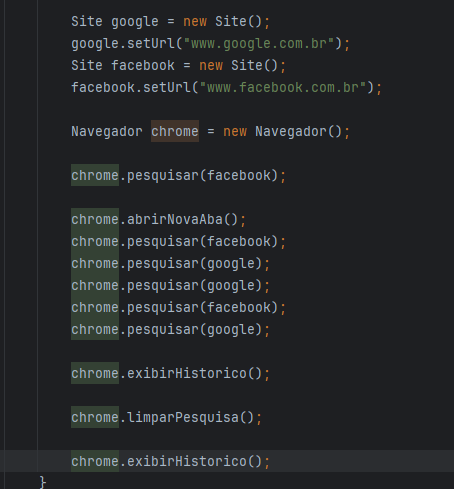 Site google = new Site();
google.setUrl("www.google.com.br");
Site facebook = new Site();
facebook.setUrl("www.facebook.com.br");
Navegador chrome = new Navegador();
chrome.pesquisar(facebook);
chrome.abrirNovaAba();
chrome.pesquisar(facebook);
chrome.pesquisar(google);
chrome.pesquisar(google);
chrome.pesquisar(facebook);
chrome.pesquisar(google);
chrome.exibirHistorico();
chrome.limparPesquisa();
chrome.exibirHistorico();
}